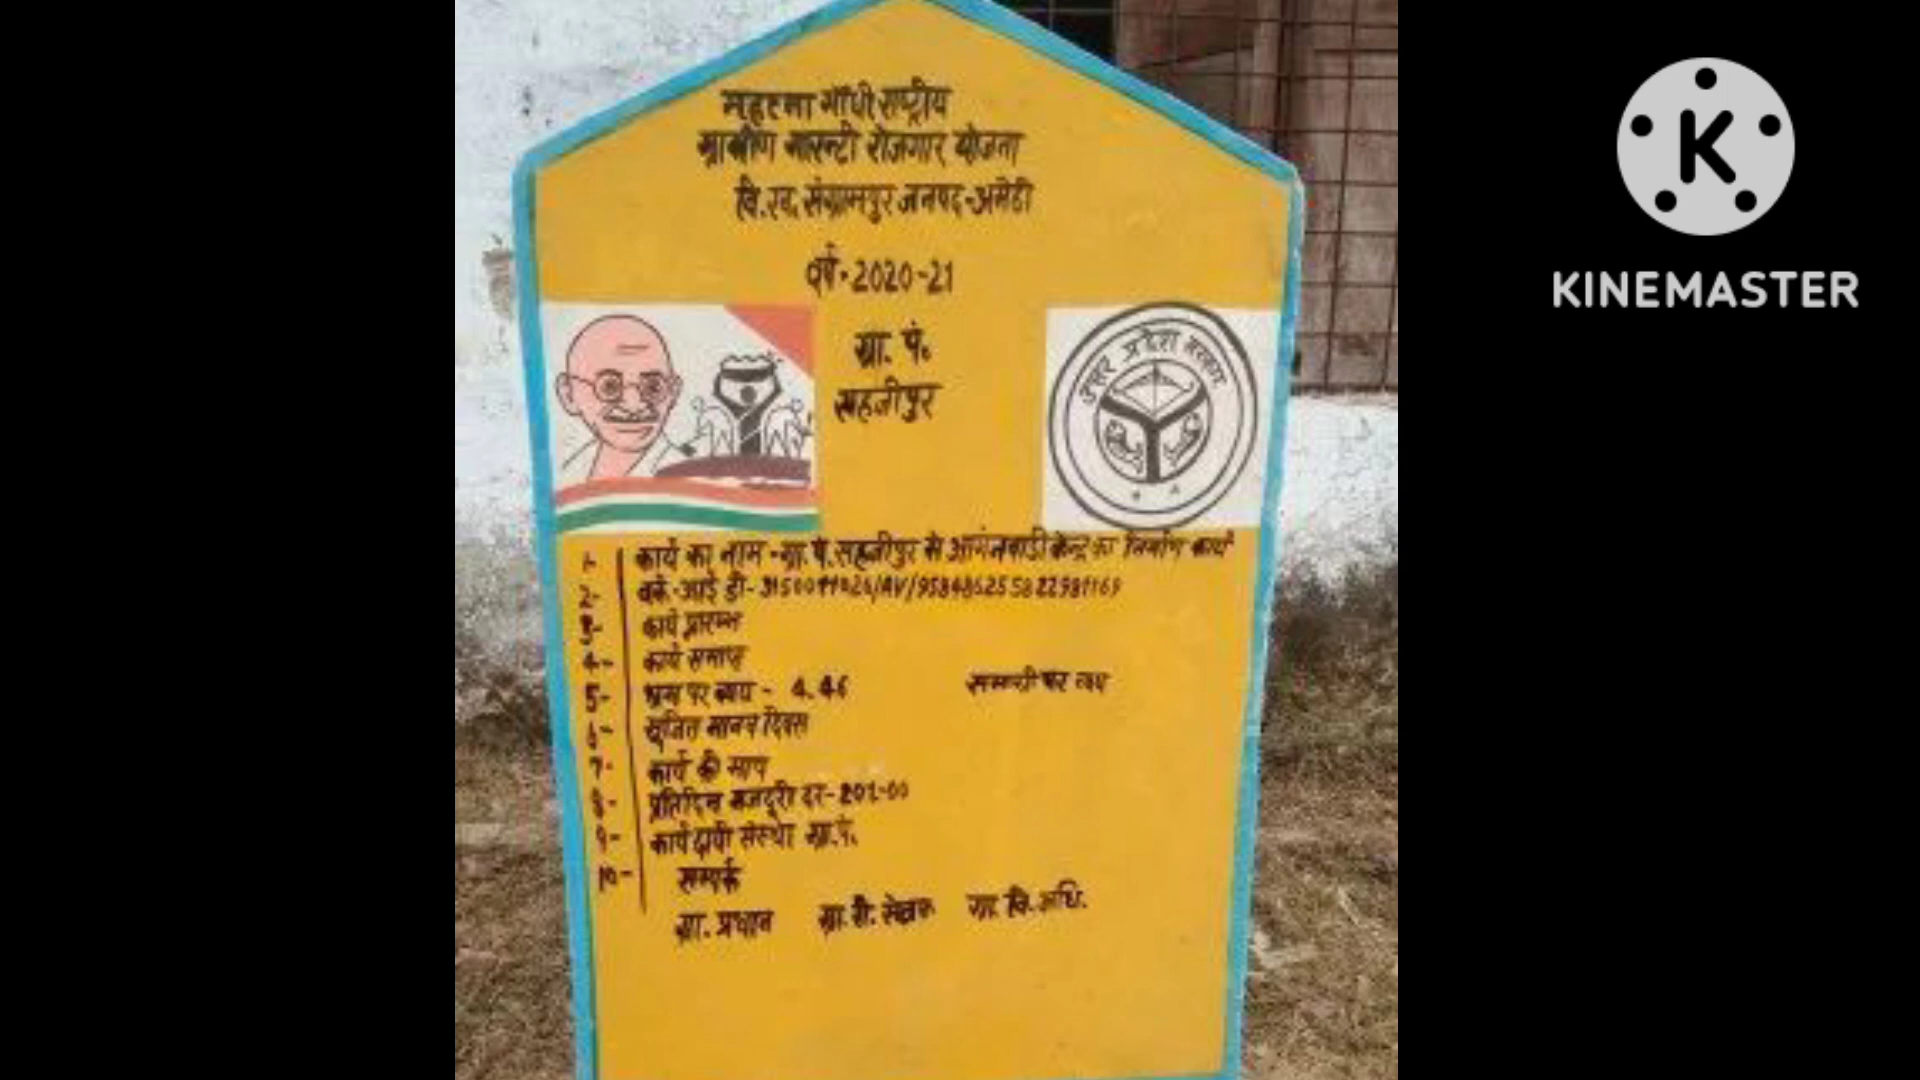 महात्मा गाँधी राष्ट्रीय
ग्रामीण गारन्टी रोजगार योजना
वि.ख. संग्रामपुर जनपद-अमेठी
वर्ष-2020-21
ग्रा. पं.
सहजीपुर
उत्तर प्रदेश सरकार
1- कार्य का नाम - ग्रा. पं. सहजीपुर मे आगंनवाडी केन्द्र का निर्माण कार्य
2- वर्क-आई डी-
3- कार्य प्रारम्भ
4- कार्य समाप्त
5- श्रम पर व्यय - 4.46 सामग्री पर व्यय
6- सृजित मानव दिवस
7- कार्य की माप
8- प्रतिदिन मजदूरी दर-201-00
9- कार्यदायी संस्था ग्रा.पं.
10- सम्पर्क
ग्रा. प्रधान ग्रा.रो. सेवक ग्रा. वि. अधि.
K
KINEMASTER